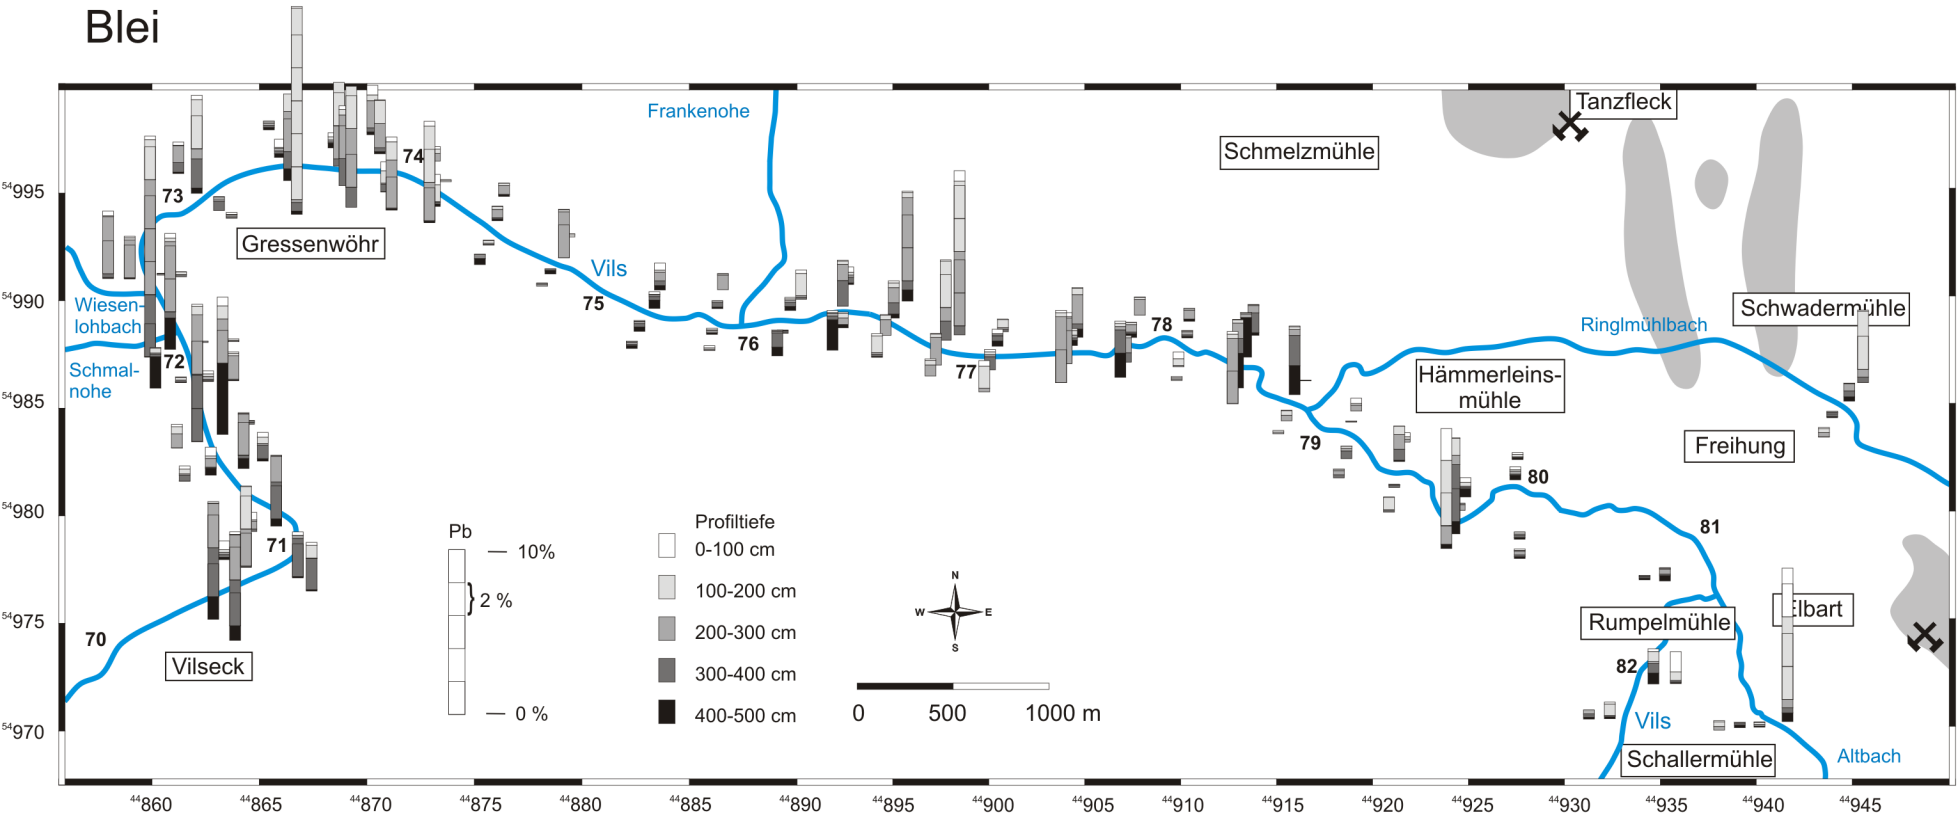 Blei
Tanzfleck
Frankenohe
Schmelzmühle
74
54995
73
Gressenwöhr
Vils
75
54990
Wiesen-
lohbach
Schwadermühle
Ringlmühlbach
78
76
72
Schmal-
nohe
77
Hämmerleins-
mühle
54985
79
Freihung
80
54980
81
71
Pb
10%
2 %
0 %
Profiltiefe
0-100 cm
100-200 cm
200-300 cm
300-400 cm
400-500 cm
N
W
E
S
0
500
1000 m
54975
70
Rumpelmühle
Elbart
Vilseck
82
Vils
54970
Schallermühle
Altbach
44860
44865
44870
44875
44880
44885
44890
44895
44900
44905
44910
44915
44920
44925
44930
44935
44940
44945